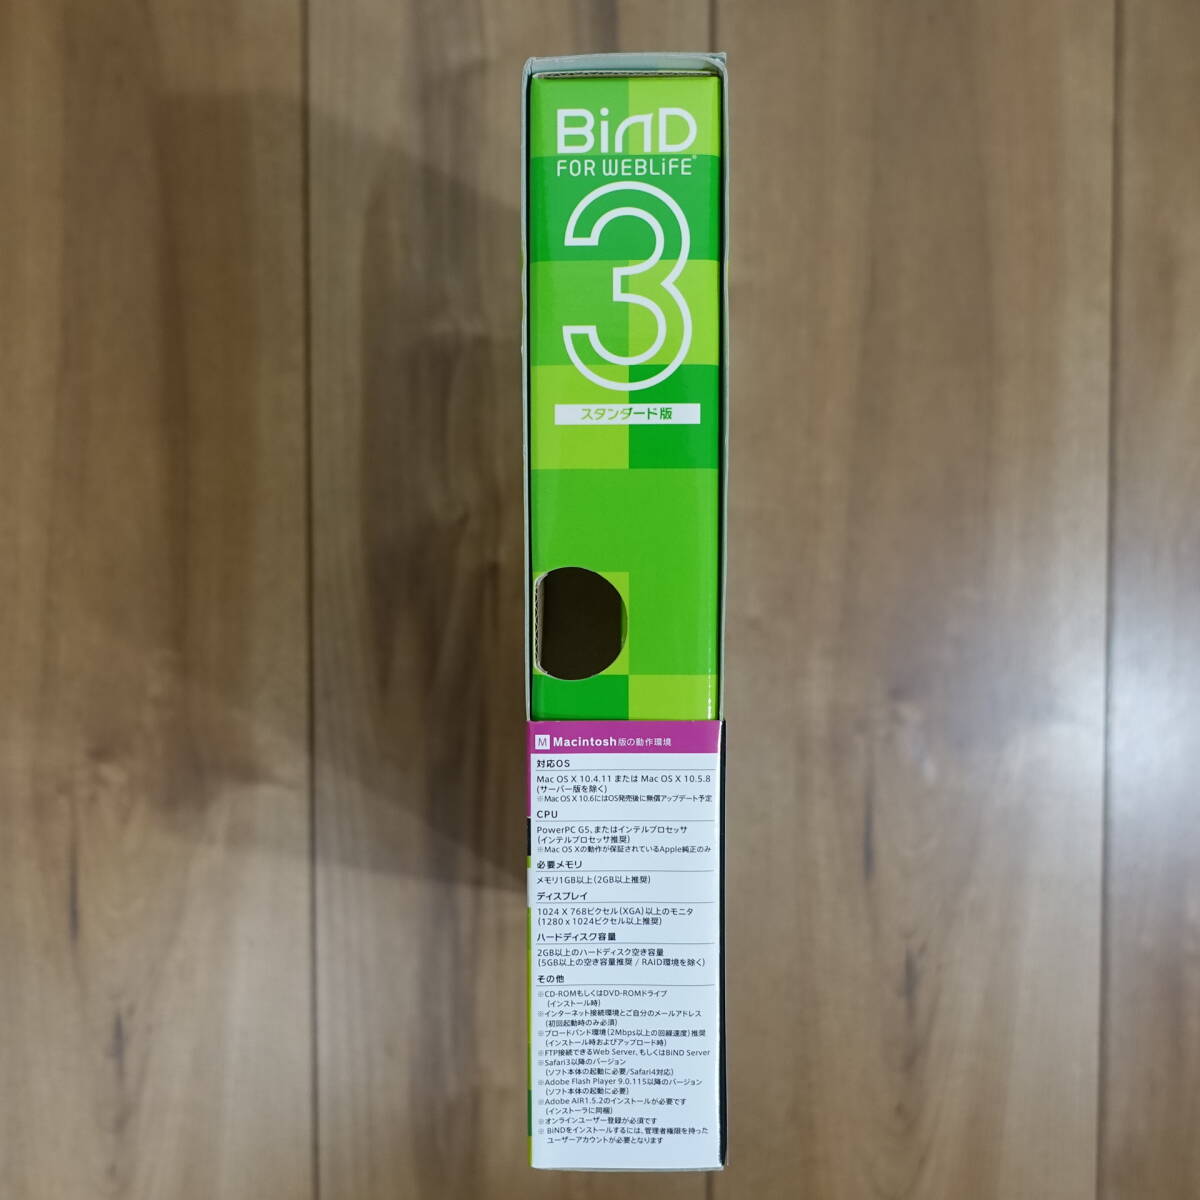 BiND
FOR WEBLiFE®
3
スタンダード版
M Macintosh版の動作環境
対応OS
Mac OS X 10.4.11 または Mac OS X 10.5.8
(サーバー版を除く)
※Mac OS X 10.6にはOS発売後に無償アップデート予定
CPU
PowerPC G5、またはインテルプロセッサ
(インテルプロセッサ推奨)
※Mac OS Xの動作が保証されているApple純正のみ
必要メモリ
メモリ1GB以上(2GB以上推奨)
ディスプレイ
1024 X 768ピクセル(XGA)以上のモニタ
(1280 x 1024ピクセル以上推奨)
ハードディスク容量
2GB以上のハードディスク空き容量
(5GB以上の空き容量推奨 / RAID環境を除く)
その他
※CD-ROMもしくはDVD-ROMドライブ
(インストール時)
※インターネット接続環境とご自分のメールアドレス
(初回起動時のみ必須)
※ブロードバンド環境(2Mbps以上の回線速度)推奨
(インストール時およびアップロード時)
※FTP接続できるWeb Server、もしくはBiND Server
※Safari3以降のバージョン
(ソフト本体の起動に必要/Safari4対応)
※Adobe Flash Player 9.0.115以降のバージョン
(ソフト本体の起動に必要)
※Adobe AIR1.5.2のインストールが必要です
(インストーラに同梱)
※オンラインユーザー登録が必須です
※ BiNDをインストールするには、管理者権限を持った
ユーザーアカウントが必要となります